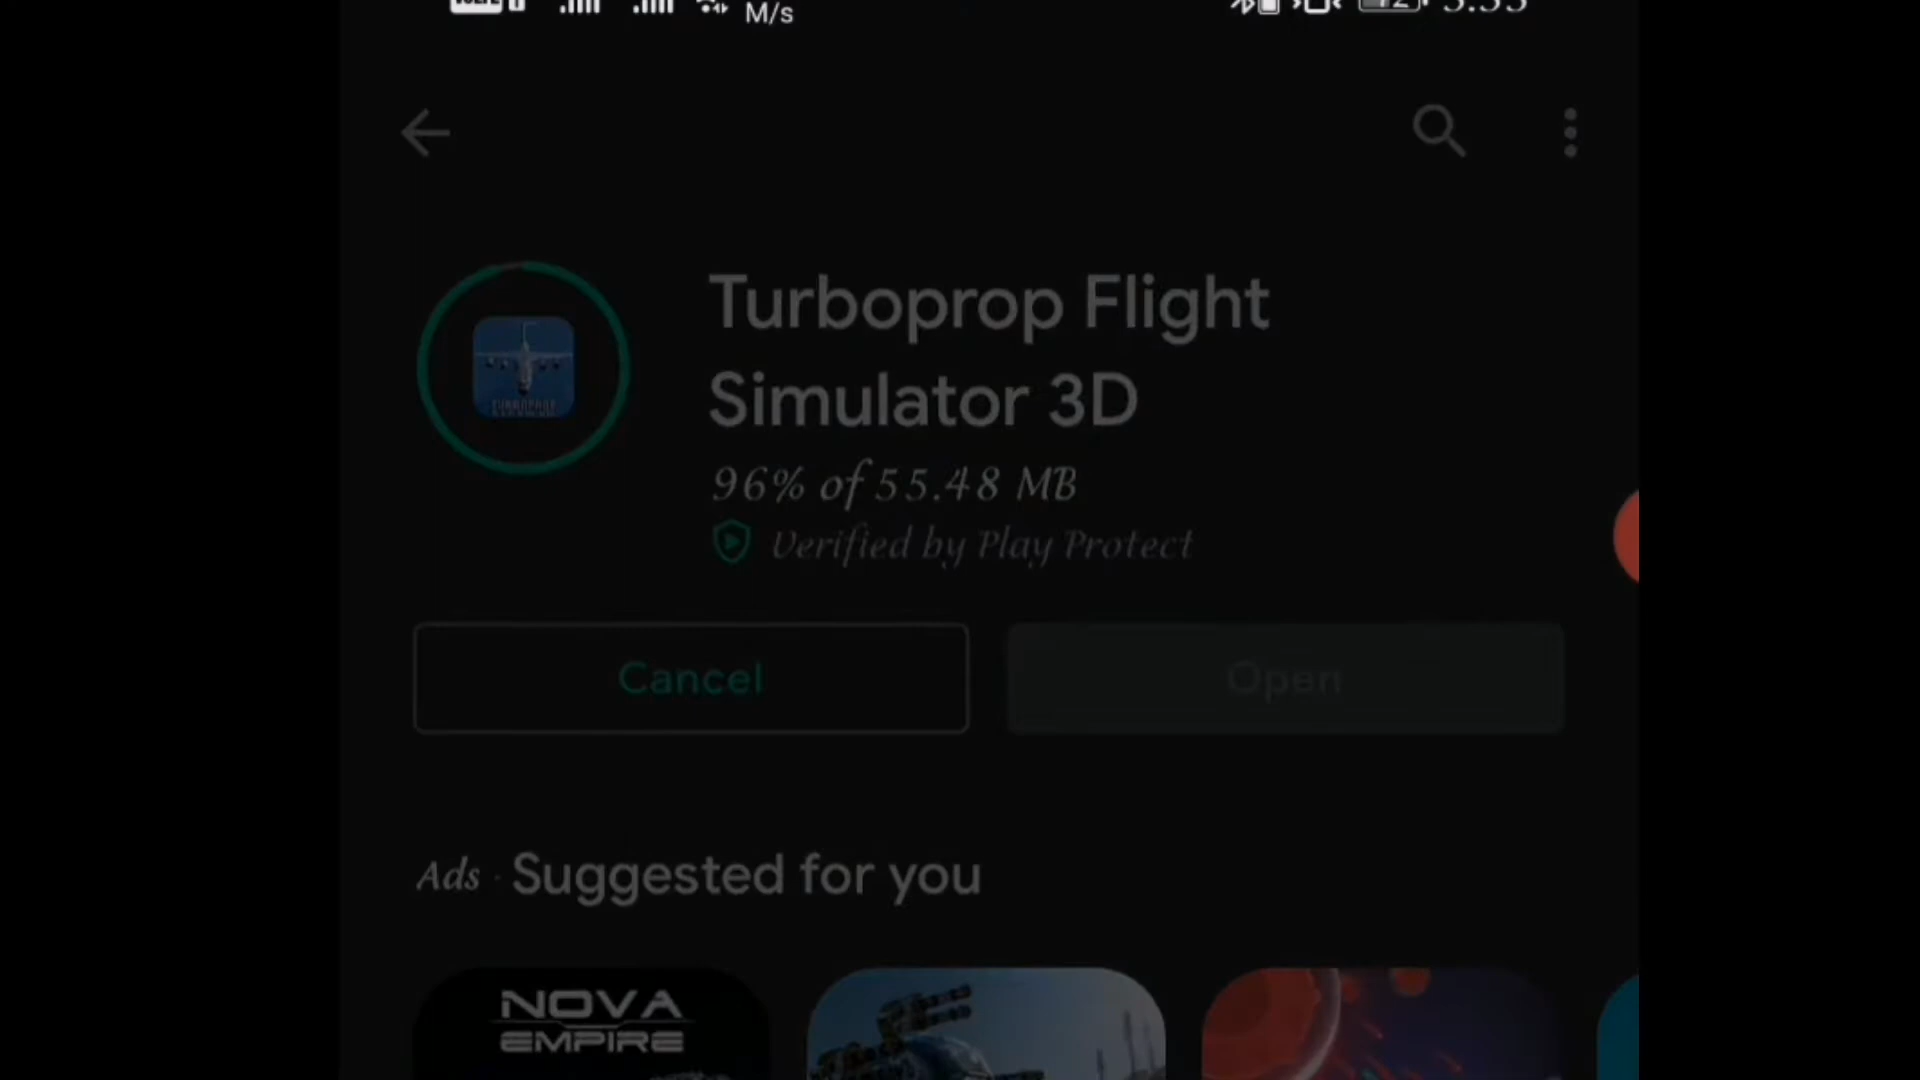 M/s
Turboprop Flight
Simulator 3D
96% of 55.48 MB
Verified by Play Protect
Cancel
Open
Ads · Suggested for you
NOVA
EMPIRE